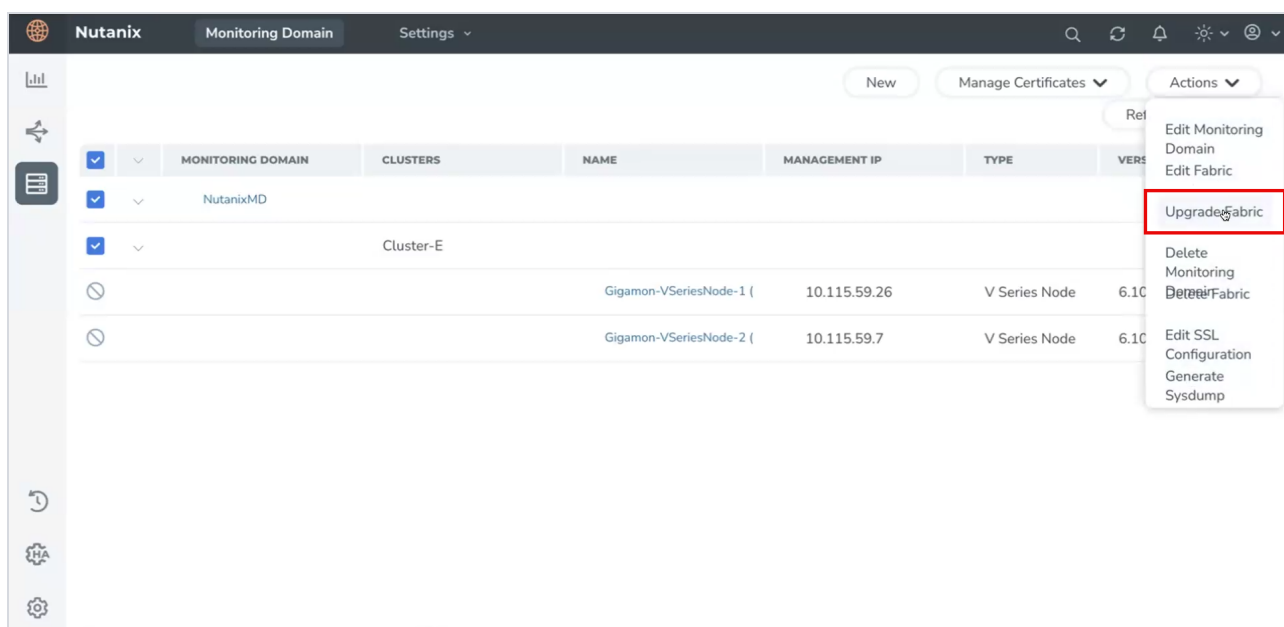 Nutanix Monitoring Domain Settings
New Manage Certificates Actions
Edit Monitoring
Domain
Edit Fabric
Upgrade Fabric
Delete
Monitoring
Domain
Delete Fabric
Edit SSL
Configuration
Generate
Sysdump
MONITORING DOMAIN CLUSTERS NAME MANAGEMENT IP TYPE
NutanixMD
Cluster-E
Gigamon-VSeriesNode-1 ( 10.115.59.26 V Series Node 6.10
Gigamon-VSeriesNode-2 ( 10.115.59.7 V Series Node 6.10
HA